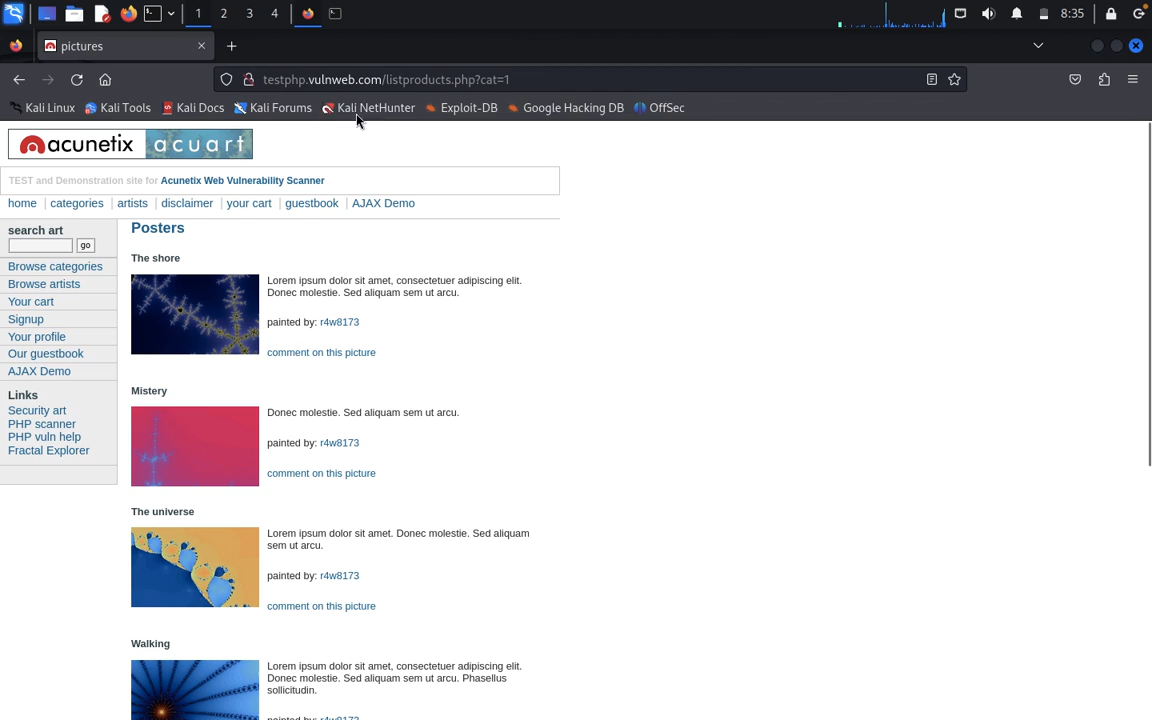 1 2 3 4 8:35
pictures
testphp.vulnweb.com/listproducts.php?cat=1
Kali Linux Kali Tools Kali Docs Kali Forums Kali NetHunter Exploit-DB Google Hacking DB OffSec
acunetix acuart
TEST and Demonstration site for Acunetix Web Vulnerability Scanner
home | categories | artists | disclaimer | your cart | guestbook | AJAX Demo
search art
go
Browse categories
Browse artists
Your cart
Signup
Your profile
Our guestbook
AJAX Demo
Links
Security art
PHP scanner
PHP vuln help
Fractal Explorer
Posters
The shore
Lorem ipsum dolor sit amet, consectetuer adipiscing elit.
Donec molestie. Sed aliquam sem ut arcu.
painted by: r4w8173
comment on this picture
Mistery
Donec molestie. Sed aliquam sem ut arcu.
painted by: r4w8173
comment on this picture
The universe
Lorem ipsum dolor sit amet. Donec molestie. Sed aliquam
sem ut arcu.
painted by: r4w8173
comment on this picture
Walking
Lorem ipsum dolor sit amet, consectetuer adipiscing elit.
Donec molestie. Sed aliquam sem ut arcu. Phasellus
sollicitudin.
painted by: r4w8173